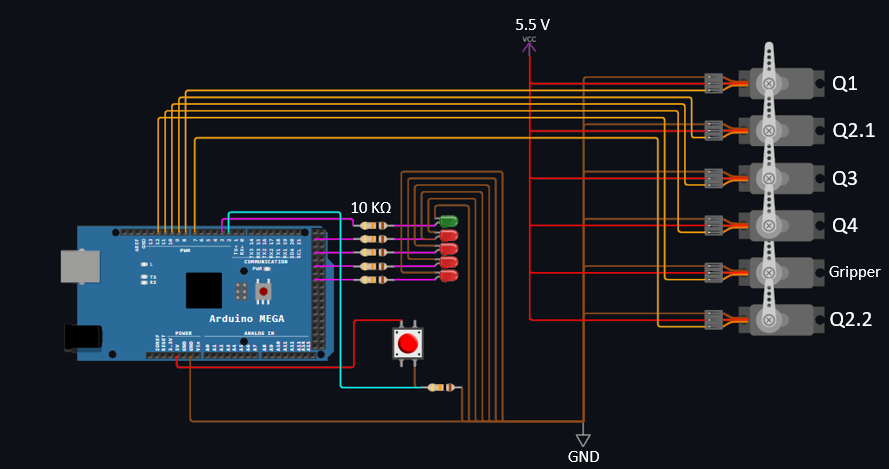 5.5 V
VCC
Q1
Q2.1
Q3
10 KΩ
Q4
PWM
COMMUNICATION
L
PWR
TX
RX
Gripper
Arduino MEGA
Q2.2
POWER
ANALOG IN
GND